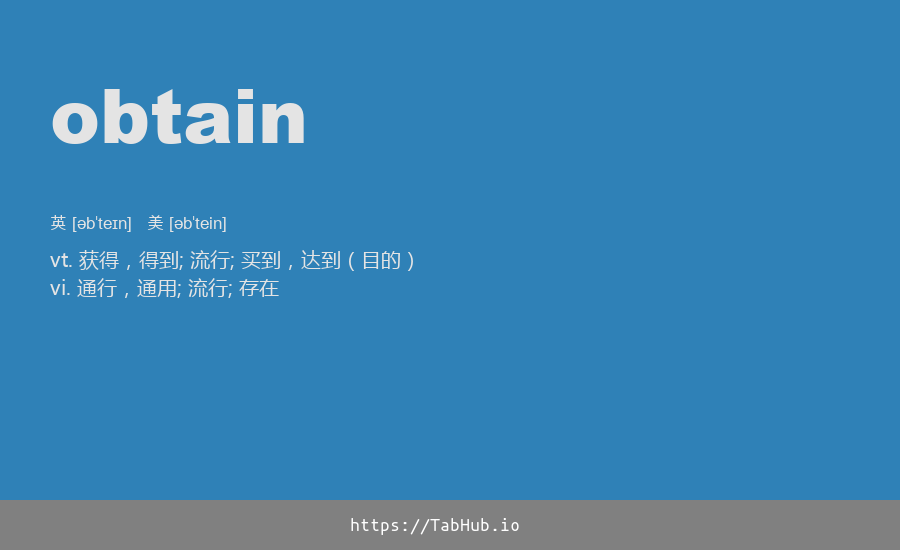 obtain
英 [əbˈteɪn] 美 [əbˈtein]
vt. 获得，得到; 流行; 买到，达到（目的）
vi. 通行，通用; 流行; 存在
https://TabHub.io